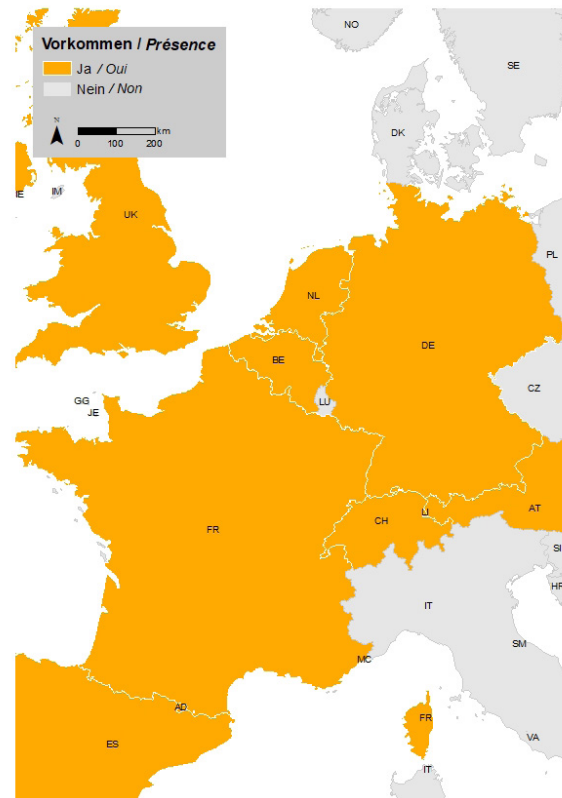 Vorkommen / Présence
Ja / Oui
Nein / Non
N
0 100 200 km
NO
SE
DK
IE
IM
UK
PL
NL
DE
BE
CZ
LU
GG
JE
LI
AT
CH
FR
SI
HR
IT
SM
MC
AD
FR
VA
ES
IT